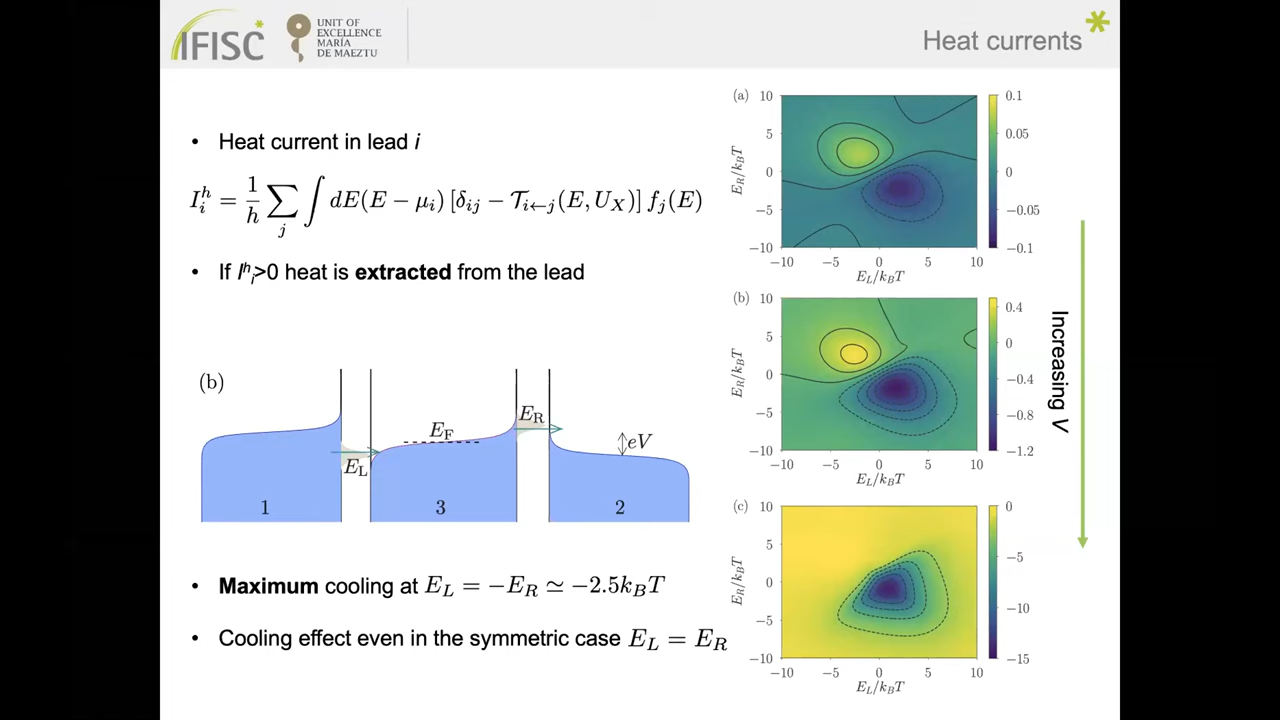 IFISC
UNIT OF
EXCELLENCE
MARÍA
DE MAEZTU
Heat currents
• Heat current in lead i
I_i^h = 1/h ∑_j ∫ dE(E − μ_i) [δ_ij − 𝒯_{i←j}(E, U_X)] f_j(E)
• If I^h_i>0 heat is extracted from the lead
(b)
E_F
E_R
eV
E_L
1
3
2
• Maximum cooling at E_L = −E_R ≃ −2.5k_BT
• Cooling effect even in the symmetric case E_L = E_R
(a)
10
5
0
−5
−10
E_R/k_BT
−10 −5 0 5 10
E_L/k_BT
0.1
0.05
0
−0.05
−0.1
(b)
10
5
0
−5
−10
E_R/k_BT
−10 −5 0 5 10
E_L/k_BT
0.4
0
−0.4
−0.8
−1.2
(c)
10
5
0
−5
−10
E_R/k_BT
−10 −5 0 5 10
E_L/k_BT
0
−5
−10
−15
Increasing V